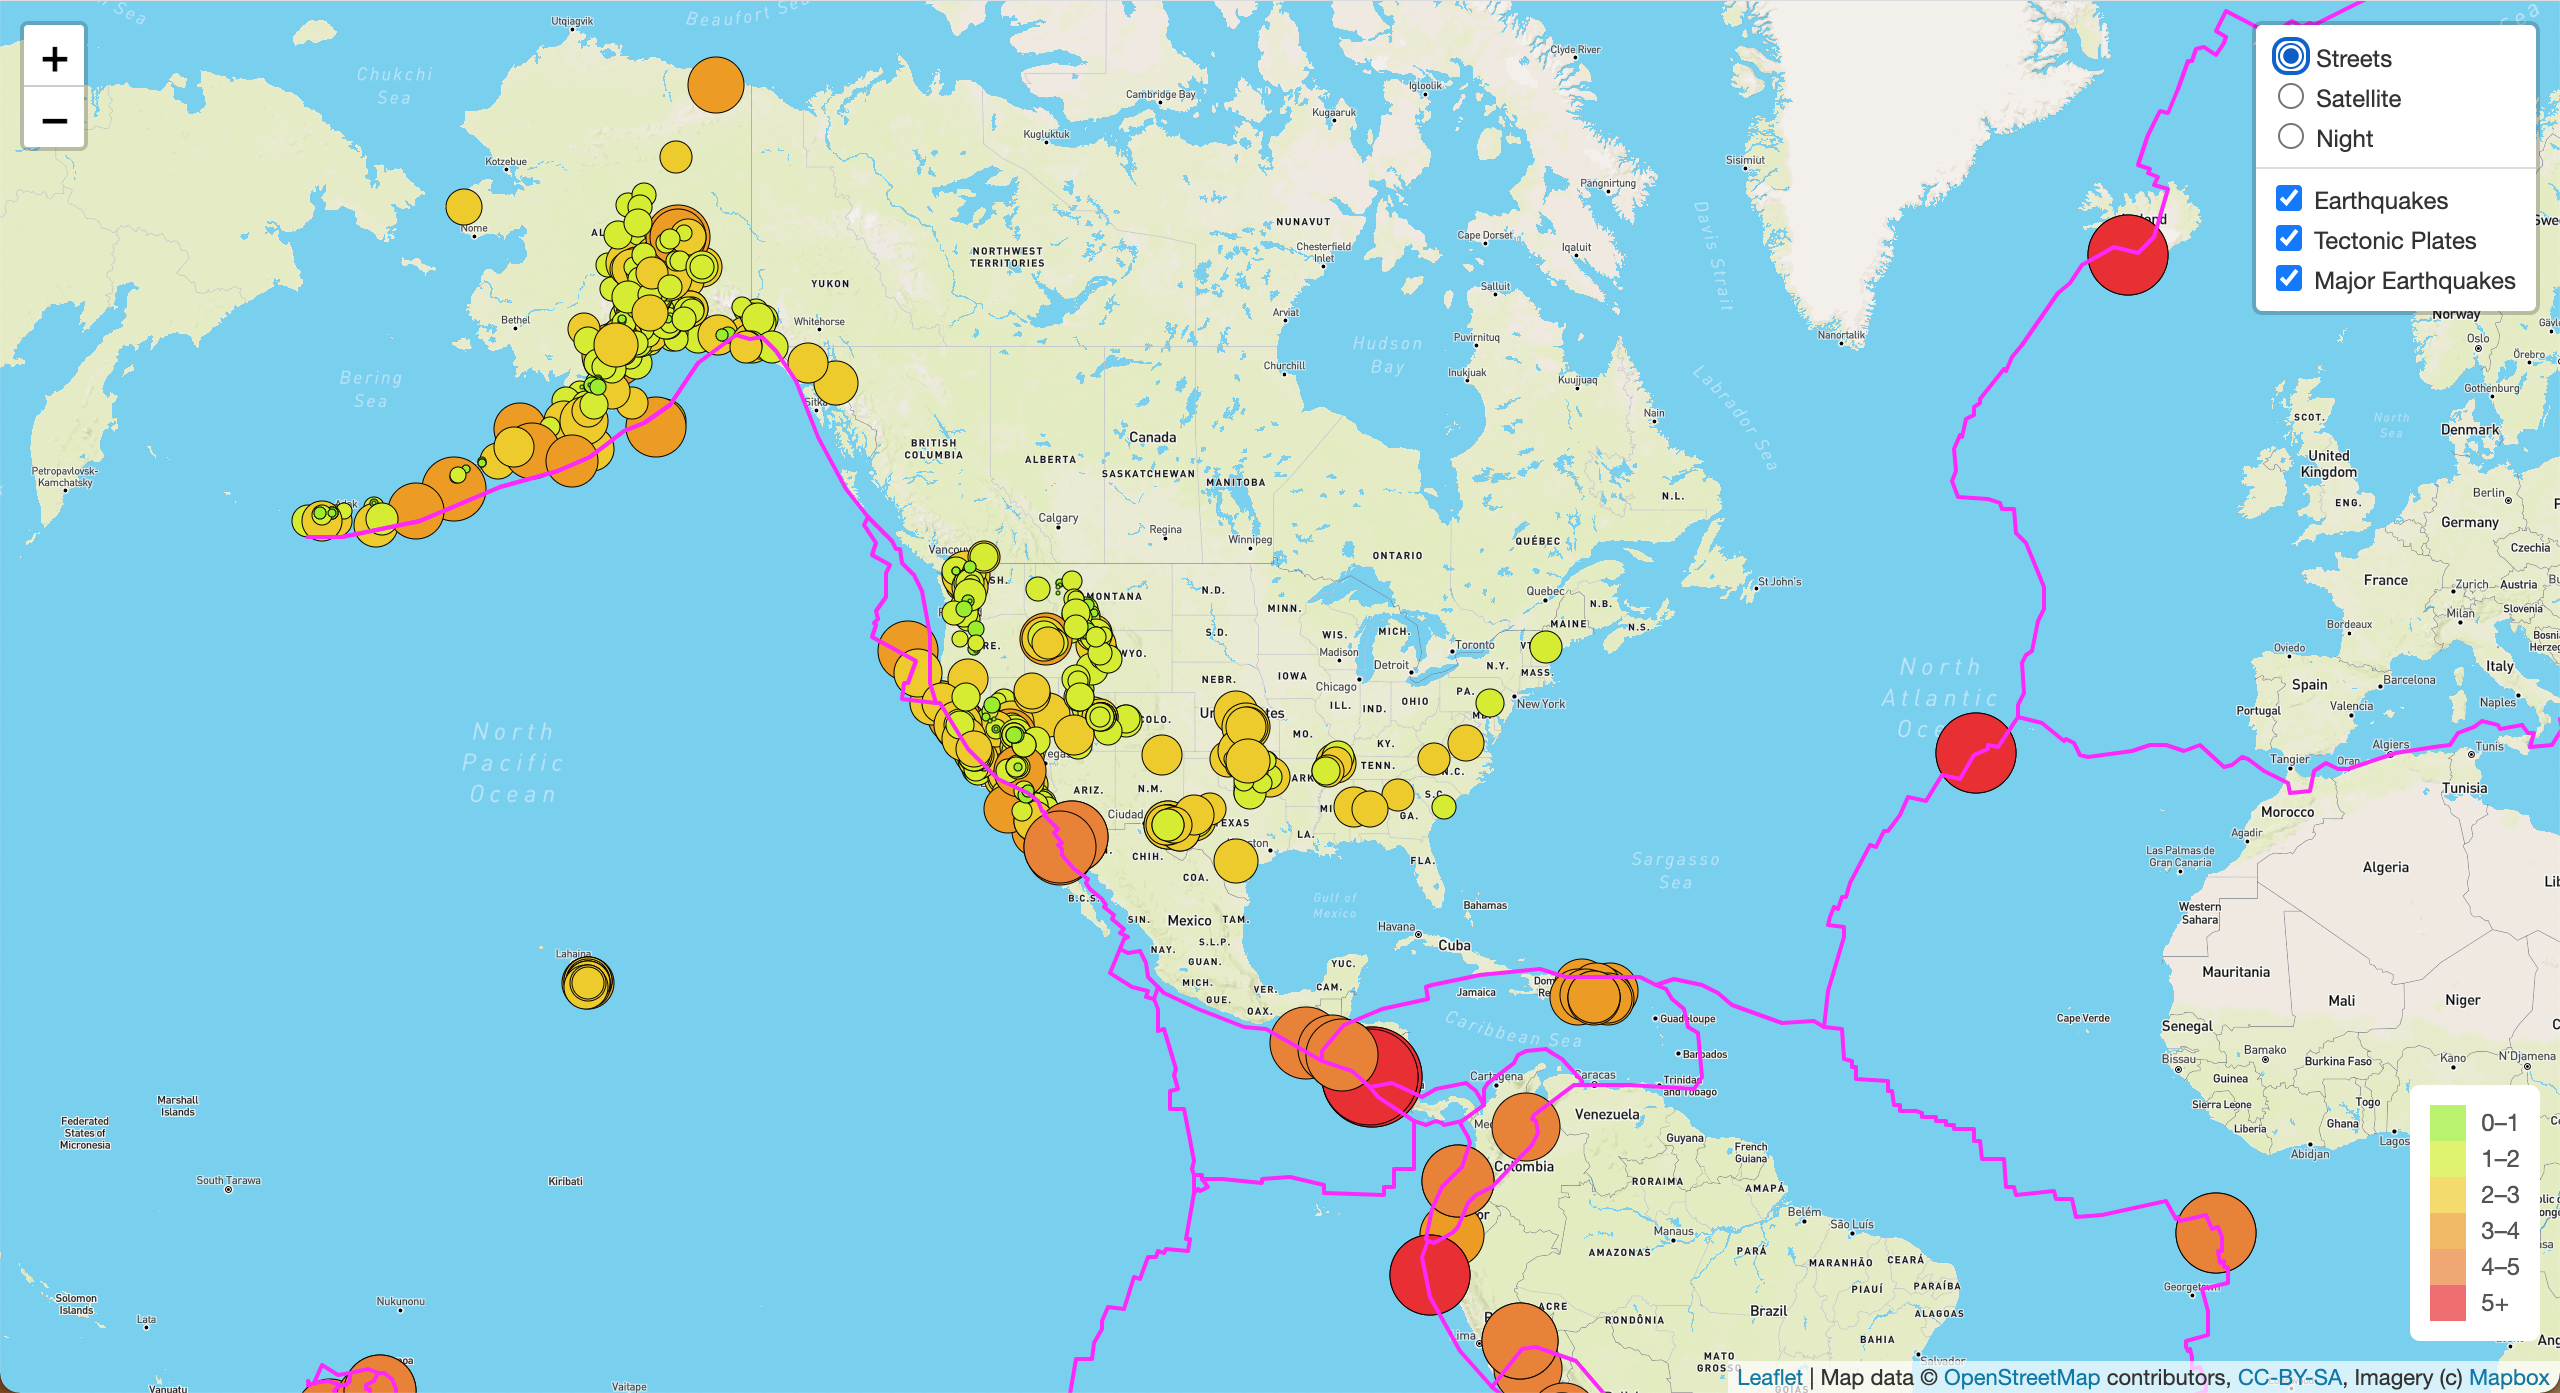 +
−
Streets
Satellite
Night
Earthquakes
Tectonic Plates
Major Earthquakes
Sea
Beaufort Sea
Utqiagvik
Chukchi
Sea
Clyde River
Cambridge Bay
Igloolik
Kugaaruk
Kugluktuk
Kotzebue
Sisimiut
Pangnirtung
Nome
NUNAVUT
Cape Dorset
Iqaluit
Davis Strait
Chesterfield
Inlet
NORTHWEST
TERRITORIES
YUKON
Salluit
Bethel
Whitehorse
Arviat
Puvirnituq
Nanortalik
Norway
Oslo
Örebro
Hudson
Bay
Churchill
Inukjuak
Kuujjuaq
Labrador Sea
Gothenburg
Bering
Sea
Sitka
Nain
SCOT.
North
Sea
Denmark
BRITISH
COLUMBIA
Canada
ALBERTA
SASKATCHEWAN
MANITOBA
United
Kingdom
Petropavlovsk-
Kamchatsky
N.L.
Berlin
ENG.
Germany
Calgary
Regina
Winnipeg
ONTARIO
QUÉBEC
Czechia
France
Zurich
Austria
Slovenia
Milan
MONTANA
N.D.
MINN.
Quebec
N.B.
St John's
MAINE
N.S.
Bordeaux
S.D.
WIS.
MICH.
Madison
Toronto
Detroit
N.Y.
MASS.
WYO.
Oviedo
Italy
NEBR.
IOWA
Chicago
Spain
Barcelona
Naples
ILL.
IND.
OHIO
PA.
New York
Portugal
Valencia
North
Atlantic
North
Pacific
Ocean
MO.
KY.
TENN.
Tangier
Algiers
Oran
Tunis
Tunisia
ARIZ.
N.M.
Ciudad
LA.
GA.
Morocco
Agadir
CHIH.
FLA.
Sargasso
Sea
Las Palmas de
Gran Canaria
Algeria
COA.
B.C.S.
Gulf of
Mexico
Bahamas
Western
Sahara
SIN.
Mexico
TAM.
Havana
Cuba
NAY.
S.L.P.
GUAN.
YUC.
Lahaina
MICH.
VER.
CAM.
Jamaica
GUE.
OAX.
Mauritania
Mali
Niger
Caribbean Sea
Guadeloupe
Cape Verde
Senegal
Barbados
Bissau
Bamako
Burkina Faso
Kano
N'Djamena
Cartagena
Caracas
Trinidad
and Tobago
Guinea
Marshall
Islands
Federated
States of
Micronesia
Venezuela
Sierra Leone
Togo
Ghana
Liberia
Lagos
Guyana
French
Guiana
Abidjan
Colombia
South Tarawa
Kiribati
RORAIMA
AMAPÁ
Belém
São Luís
Manaus
AMAZONAS
PARÁ
MARANHÃO
CEARÁ
PIAUÍ
PARAÍBA
Solomon
Islands
Nukunonu
Lata
ACRE
Brazil
ALAGOAS
RONDÔNIA
BAHIA
Lima
MATO
GROSSO
Salvador
Vanuatu
Vaitape
0–1
1–2
2–3
3–4
4–5
5+
Leaflet | Map data © OpenStreetMap contributors, CC-BY-SA, Imagery (c) Mapbox